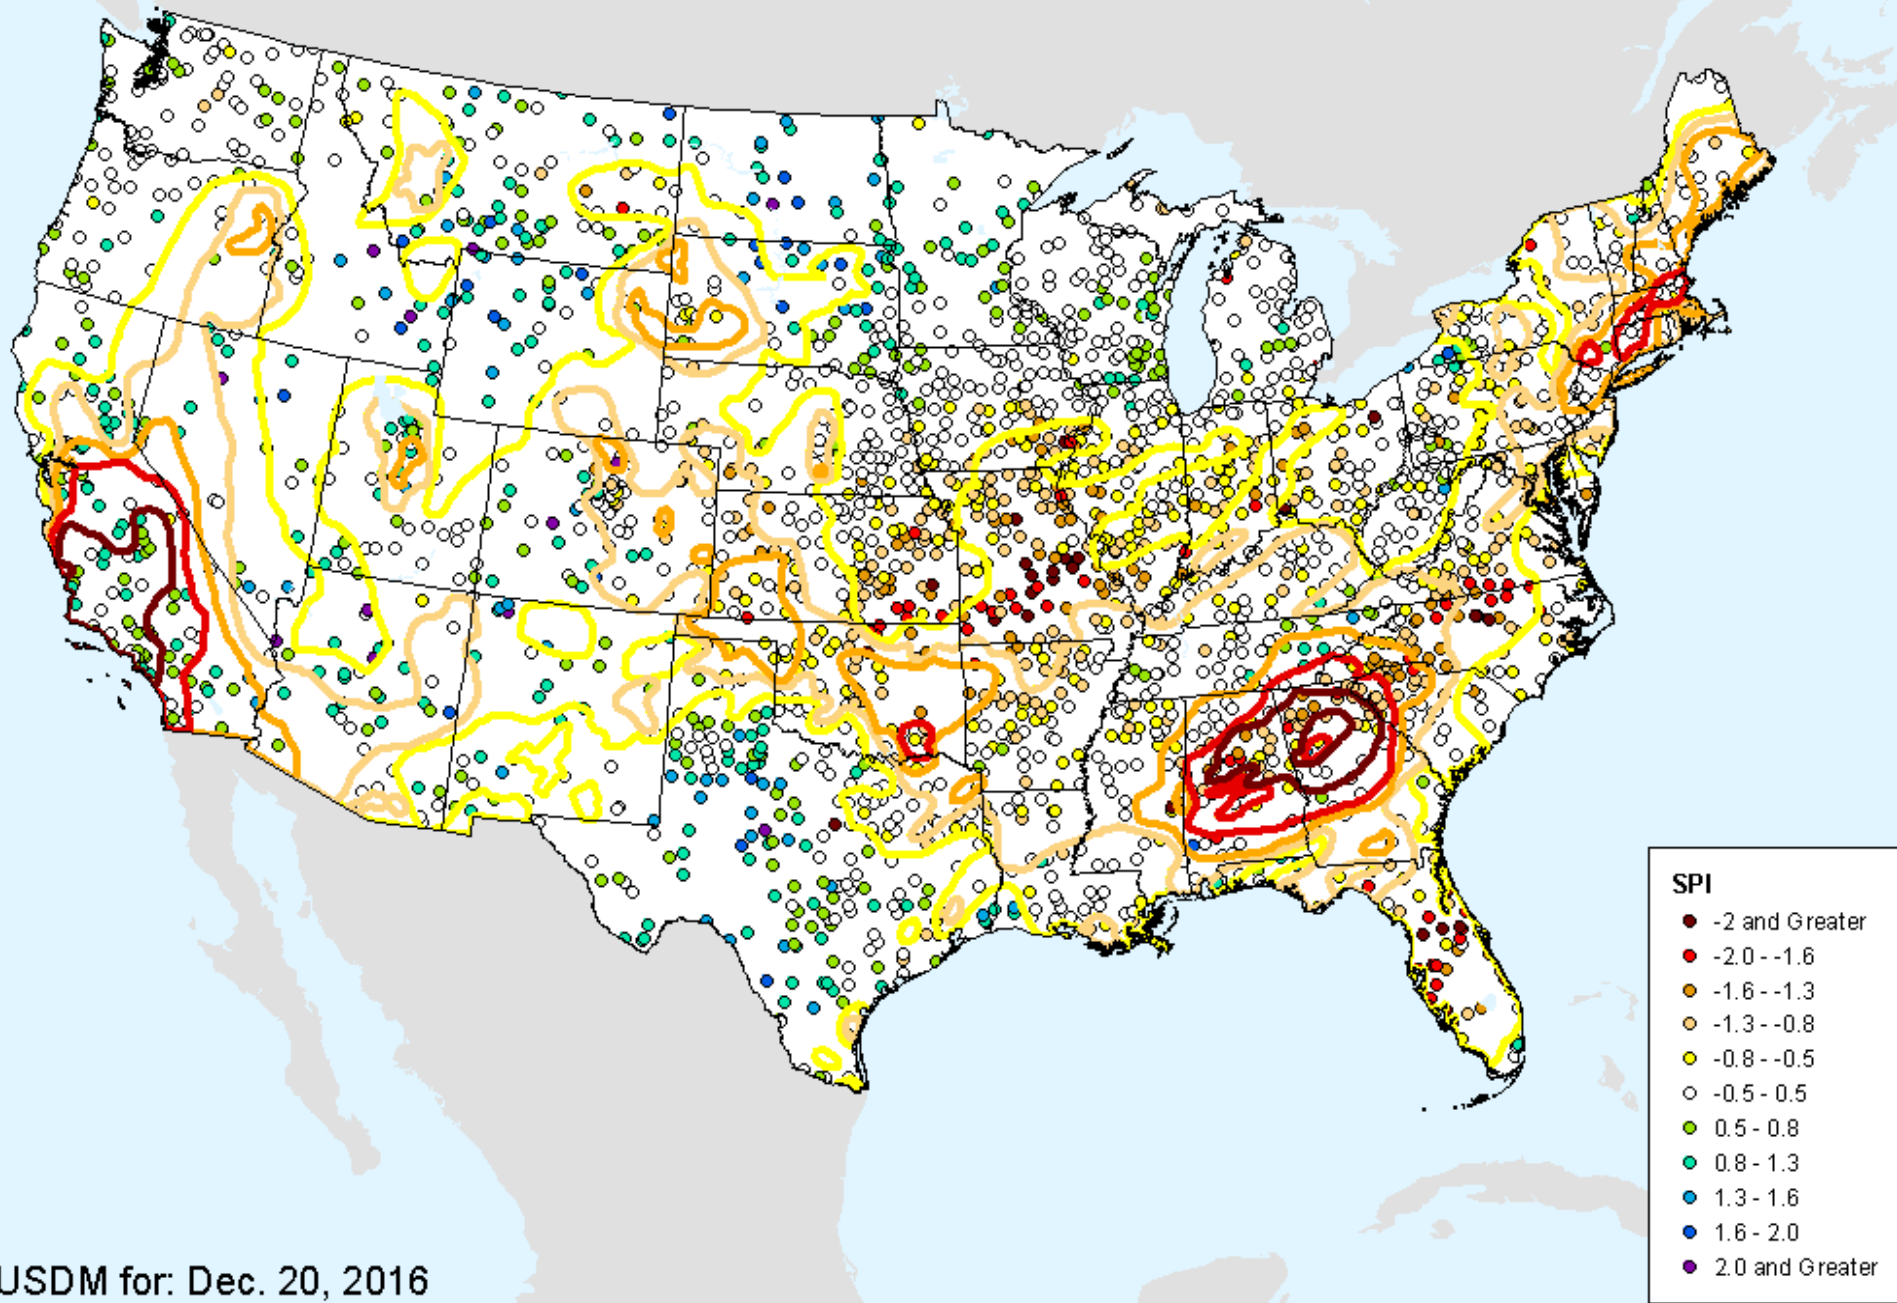 SPI
-2 and Greater
-2.0 - -1.6
-1.6 - -1.3
-1.3 - -0.8
-0.8 - -0.5
-0.5 - 0.5
0.5 - 0.8
0.8 - 1.3
1.3 - 1.6
1.6 - 2.0
2.0 and Greater
USDM for: Dec. 20, 2016